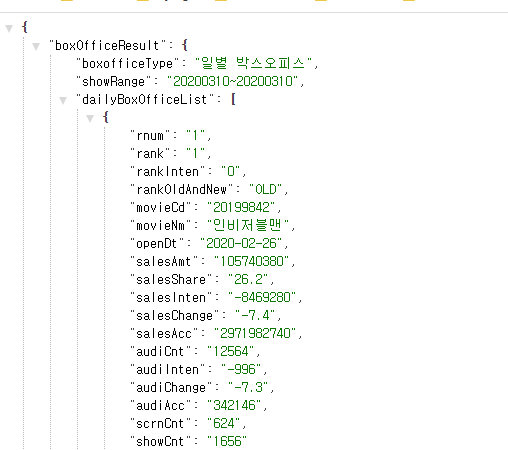 {
"boxOfficeResult": {
"boxofficeType": "일별 박스오피스",
"showRange": "20200310~20200310",
"dailyBoxOfficeList": [
{
"rnum": "1",
"rank": "1",
"rankInten": "0",
"rankOldAndNew": "OLD",
"movieCd": "20199842",
"movieNm": "인비저블맨",
"openDt": "2020-02-26",
"salesAmt": "105740380",
"salesShare": "26.2",
"salesInten": "-8469280",
"salesChange": "-7.4",
"salesAcc": "2971982740",
"audiCnt": "12564",
"audiInten": "-996",
"audiChange": "-7.3",
"audiAcc": "342146",
"scrnCnt": "624",
"showCnt": "1656"